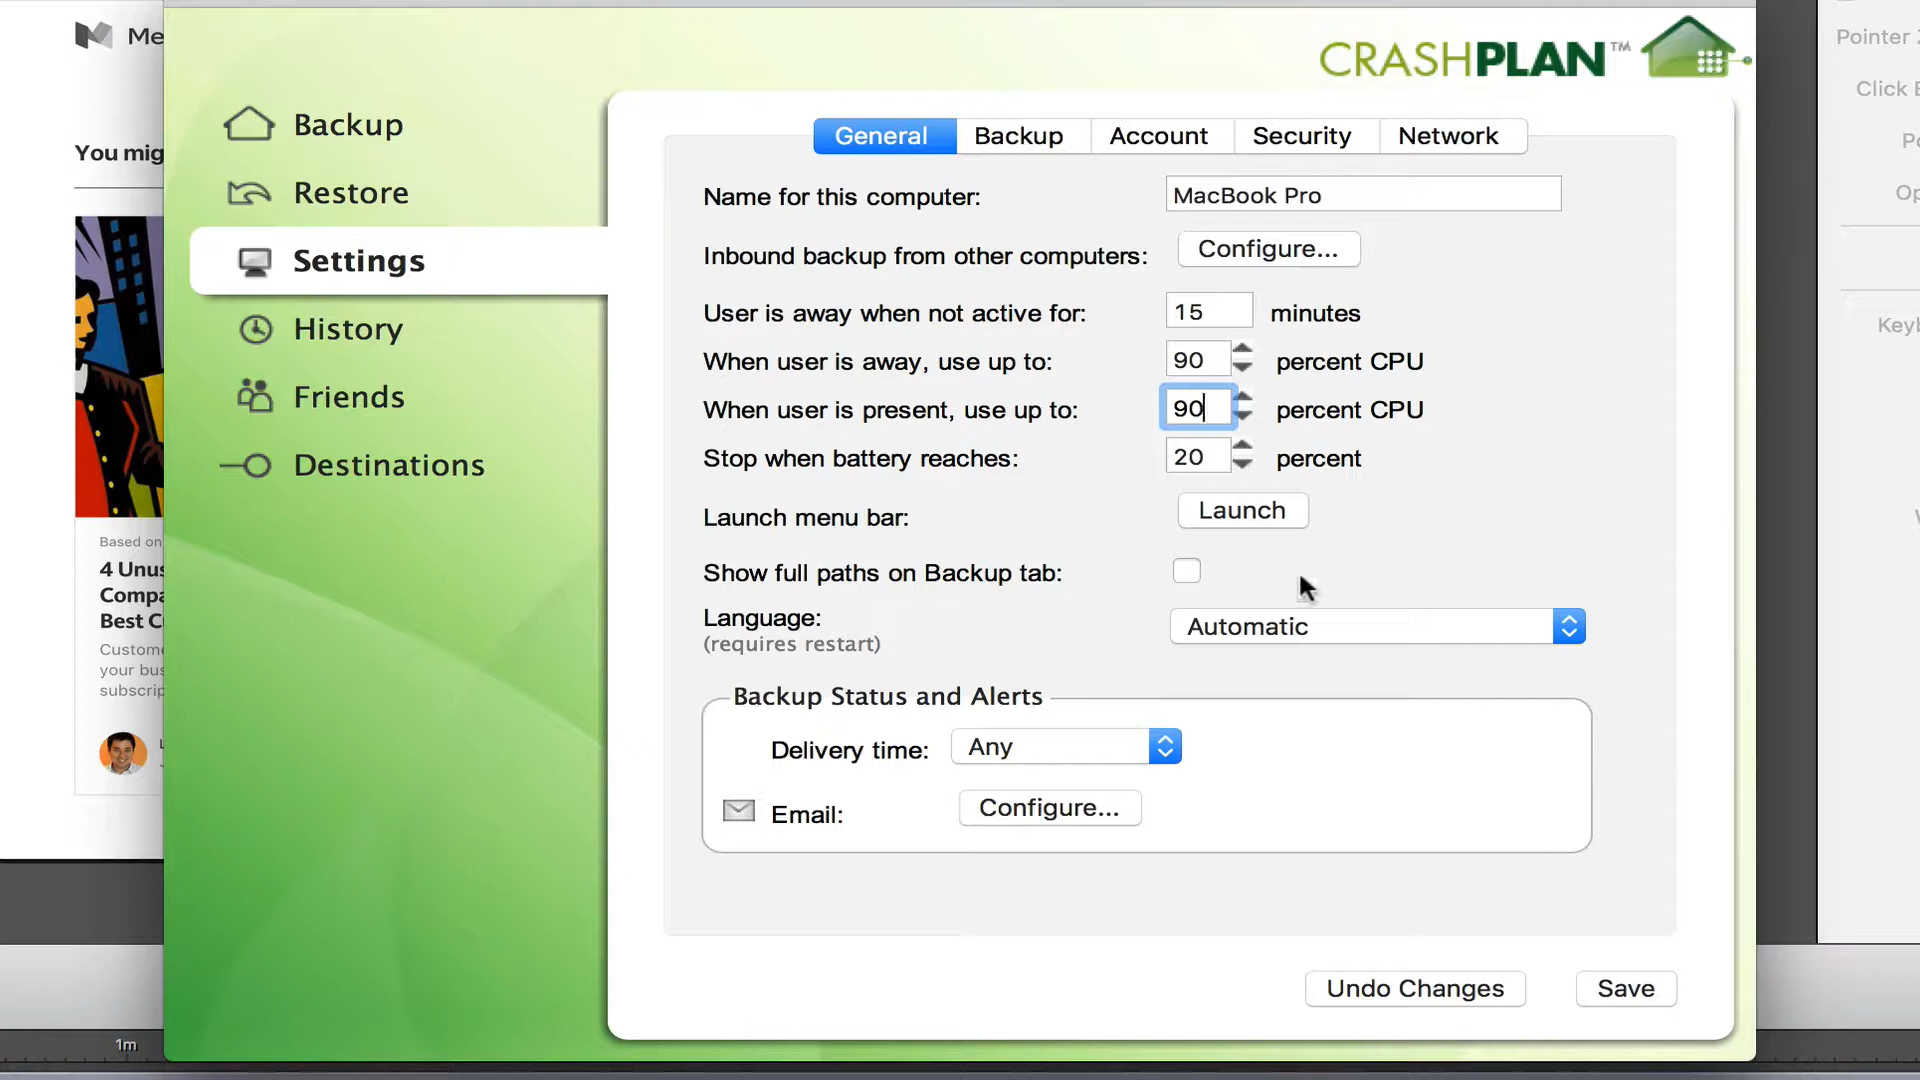 Me
You mig
Based on
4 Unus
Compa
Best C
Custome
your bus
subscrip
1m
CRASHPLAN™
Backup
Restore
Settings
History
Friends
Destinations
General Backup Account Security Network
Name for this computer: MacBook Pro
Inbound backup from other computers: Configure...
User is away when not active for: 15 minutes
When user is away, use up to: 90 percent CPU
When user is present, use up to: 90 percent CPU
Stop when battery reaches: 20 percent
Launch menu bar: Launch
Show full paths on Backup tab:
Language: Automatic
(requires restart)
Backup Status and Alerts
Delivery time: Any
Email: Configure...
Undo Changes Save
Pointer
Click
Keyb